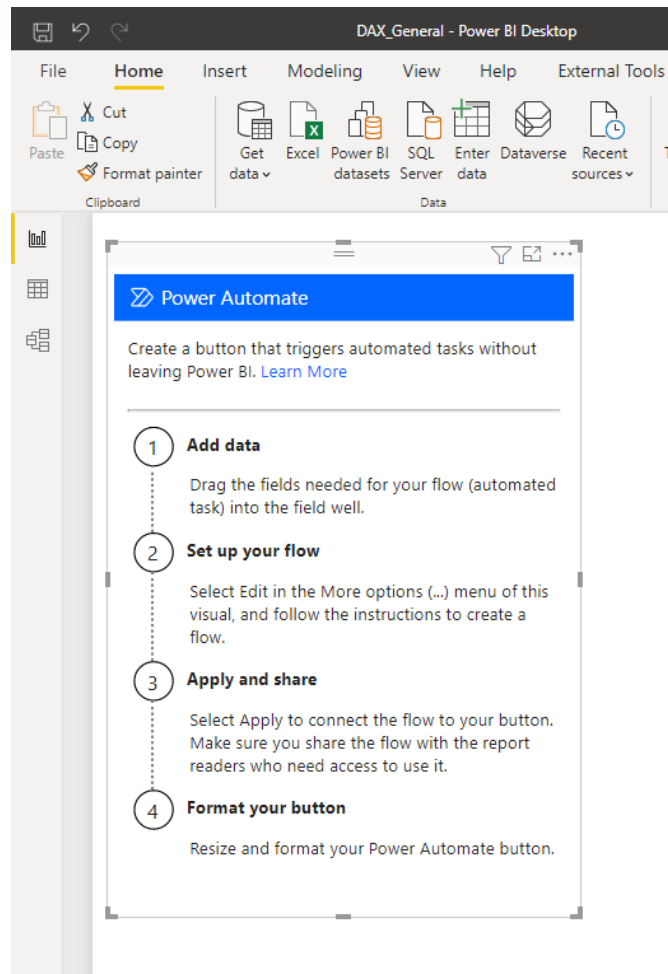 DAX_General - Power BI Desktop
File Home Insert Modeling View Help External Tools
Paste
Cut
Copy
Format painter
Clipboard
Get data
Excel
Power BI datasets
SQL Server
Enter data
Dataverse
Recent sources
Data
Power Automate
Create a button that triggers automated tasks without
leaving Power BI. Learn More
1 Add data
Drag the fields needed for your flow (automated
task) into the field well.
2 Set up your flow
Select Edit in the More options (...) menu of this
visual, and follow the instructions to create a
flow.
3 Apply and share
Select Apply to connect the flow to your button.
Make sure you share the flow with the report
readers who need access to use it.
4 Format your button
Resize and format your Power Automate button.